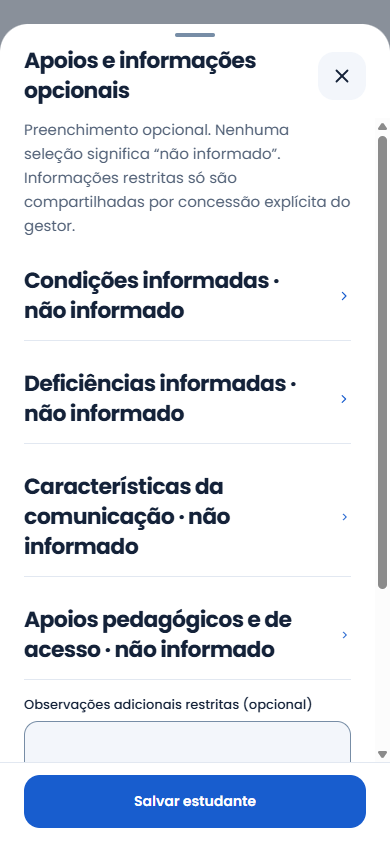 Apoios e informações
opcionais
Preenchimento opcional. Nenhuma
seleção significa “não informado”.
Informações restritas só são
compartilhadas por concessão explícita do
gestor.
Condições informadas ·
não informado
Deficiências informadas ·
não informado
Características da
comunicação · não
informado
Apoios pedagógicos e de
acesso · não informado
Observações adicionais restritas (opcional)
Salvar estudante